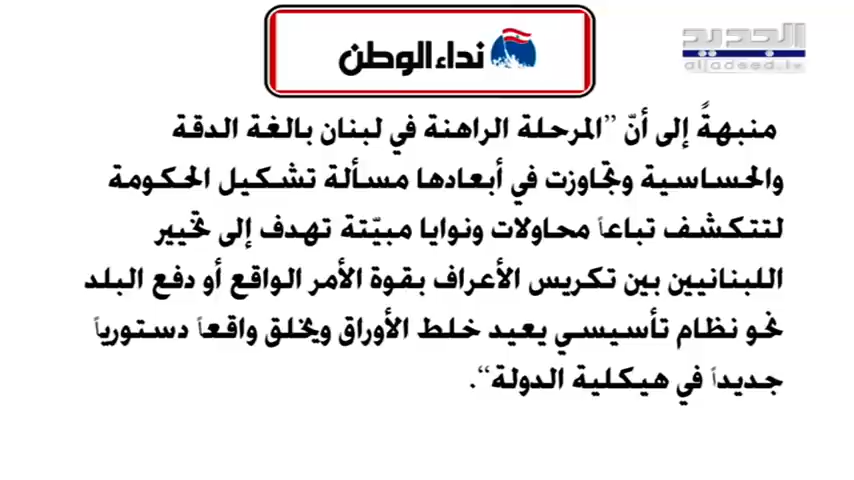 نداء الوطن
الجديد
aljadeed.tv
منبهةً إلى أنّ ”المرحلة الراهنة في لبنان بالغة الدقة
والحساسية وتجاوزت في أبعادها مسألة تشكيل الحكومة
لتتكشف تباعاً محاولات ونوايا مبيّتة تهدف إلى تخيير
اللبنانيين بين تكريس الأعراف بقوة الأمر الواقع أو دفع البلد
نحو نظام تأسيسي يعيد خلط الأوراق ويخلق واقعاً دستورياً
جديداً في هيكلية الدولة“.